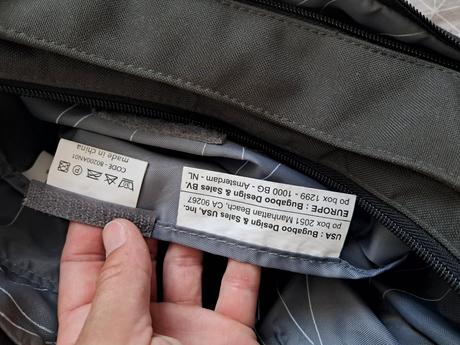 USA : Bugaboo Design & Sales USA, Inc.
po box 2051 Manhattan Beach, CA 90267
EUROPE : Bugaboo Design & Sales BV.
po box 1299 - 1000 BG - Amsterdam - NL
P
CODE : 80200AN01
made in china